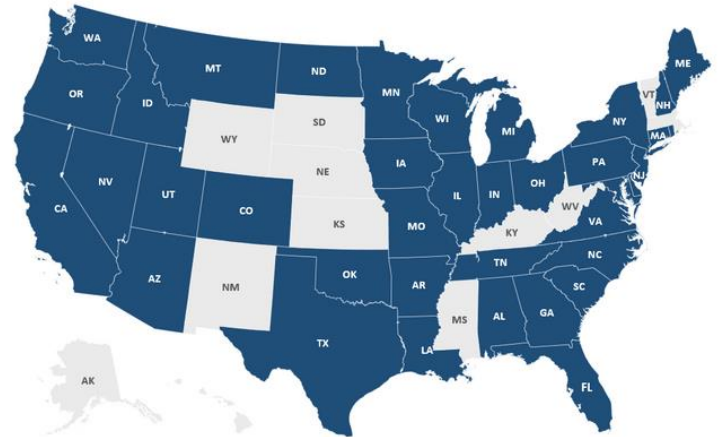 WA
MT
ND
MN
ME
VT
NH
OR
ID
SD
WI
MI
NY
MA
WY
IA
PA
NJ
NE
NV
UT
CO
IL
IN
OH
CA
KS
MO
WV
VA
KY
NC
TN
AZ
NM
OK
AR
SC
MS
AL
GA
TX
LA
AK
FL